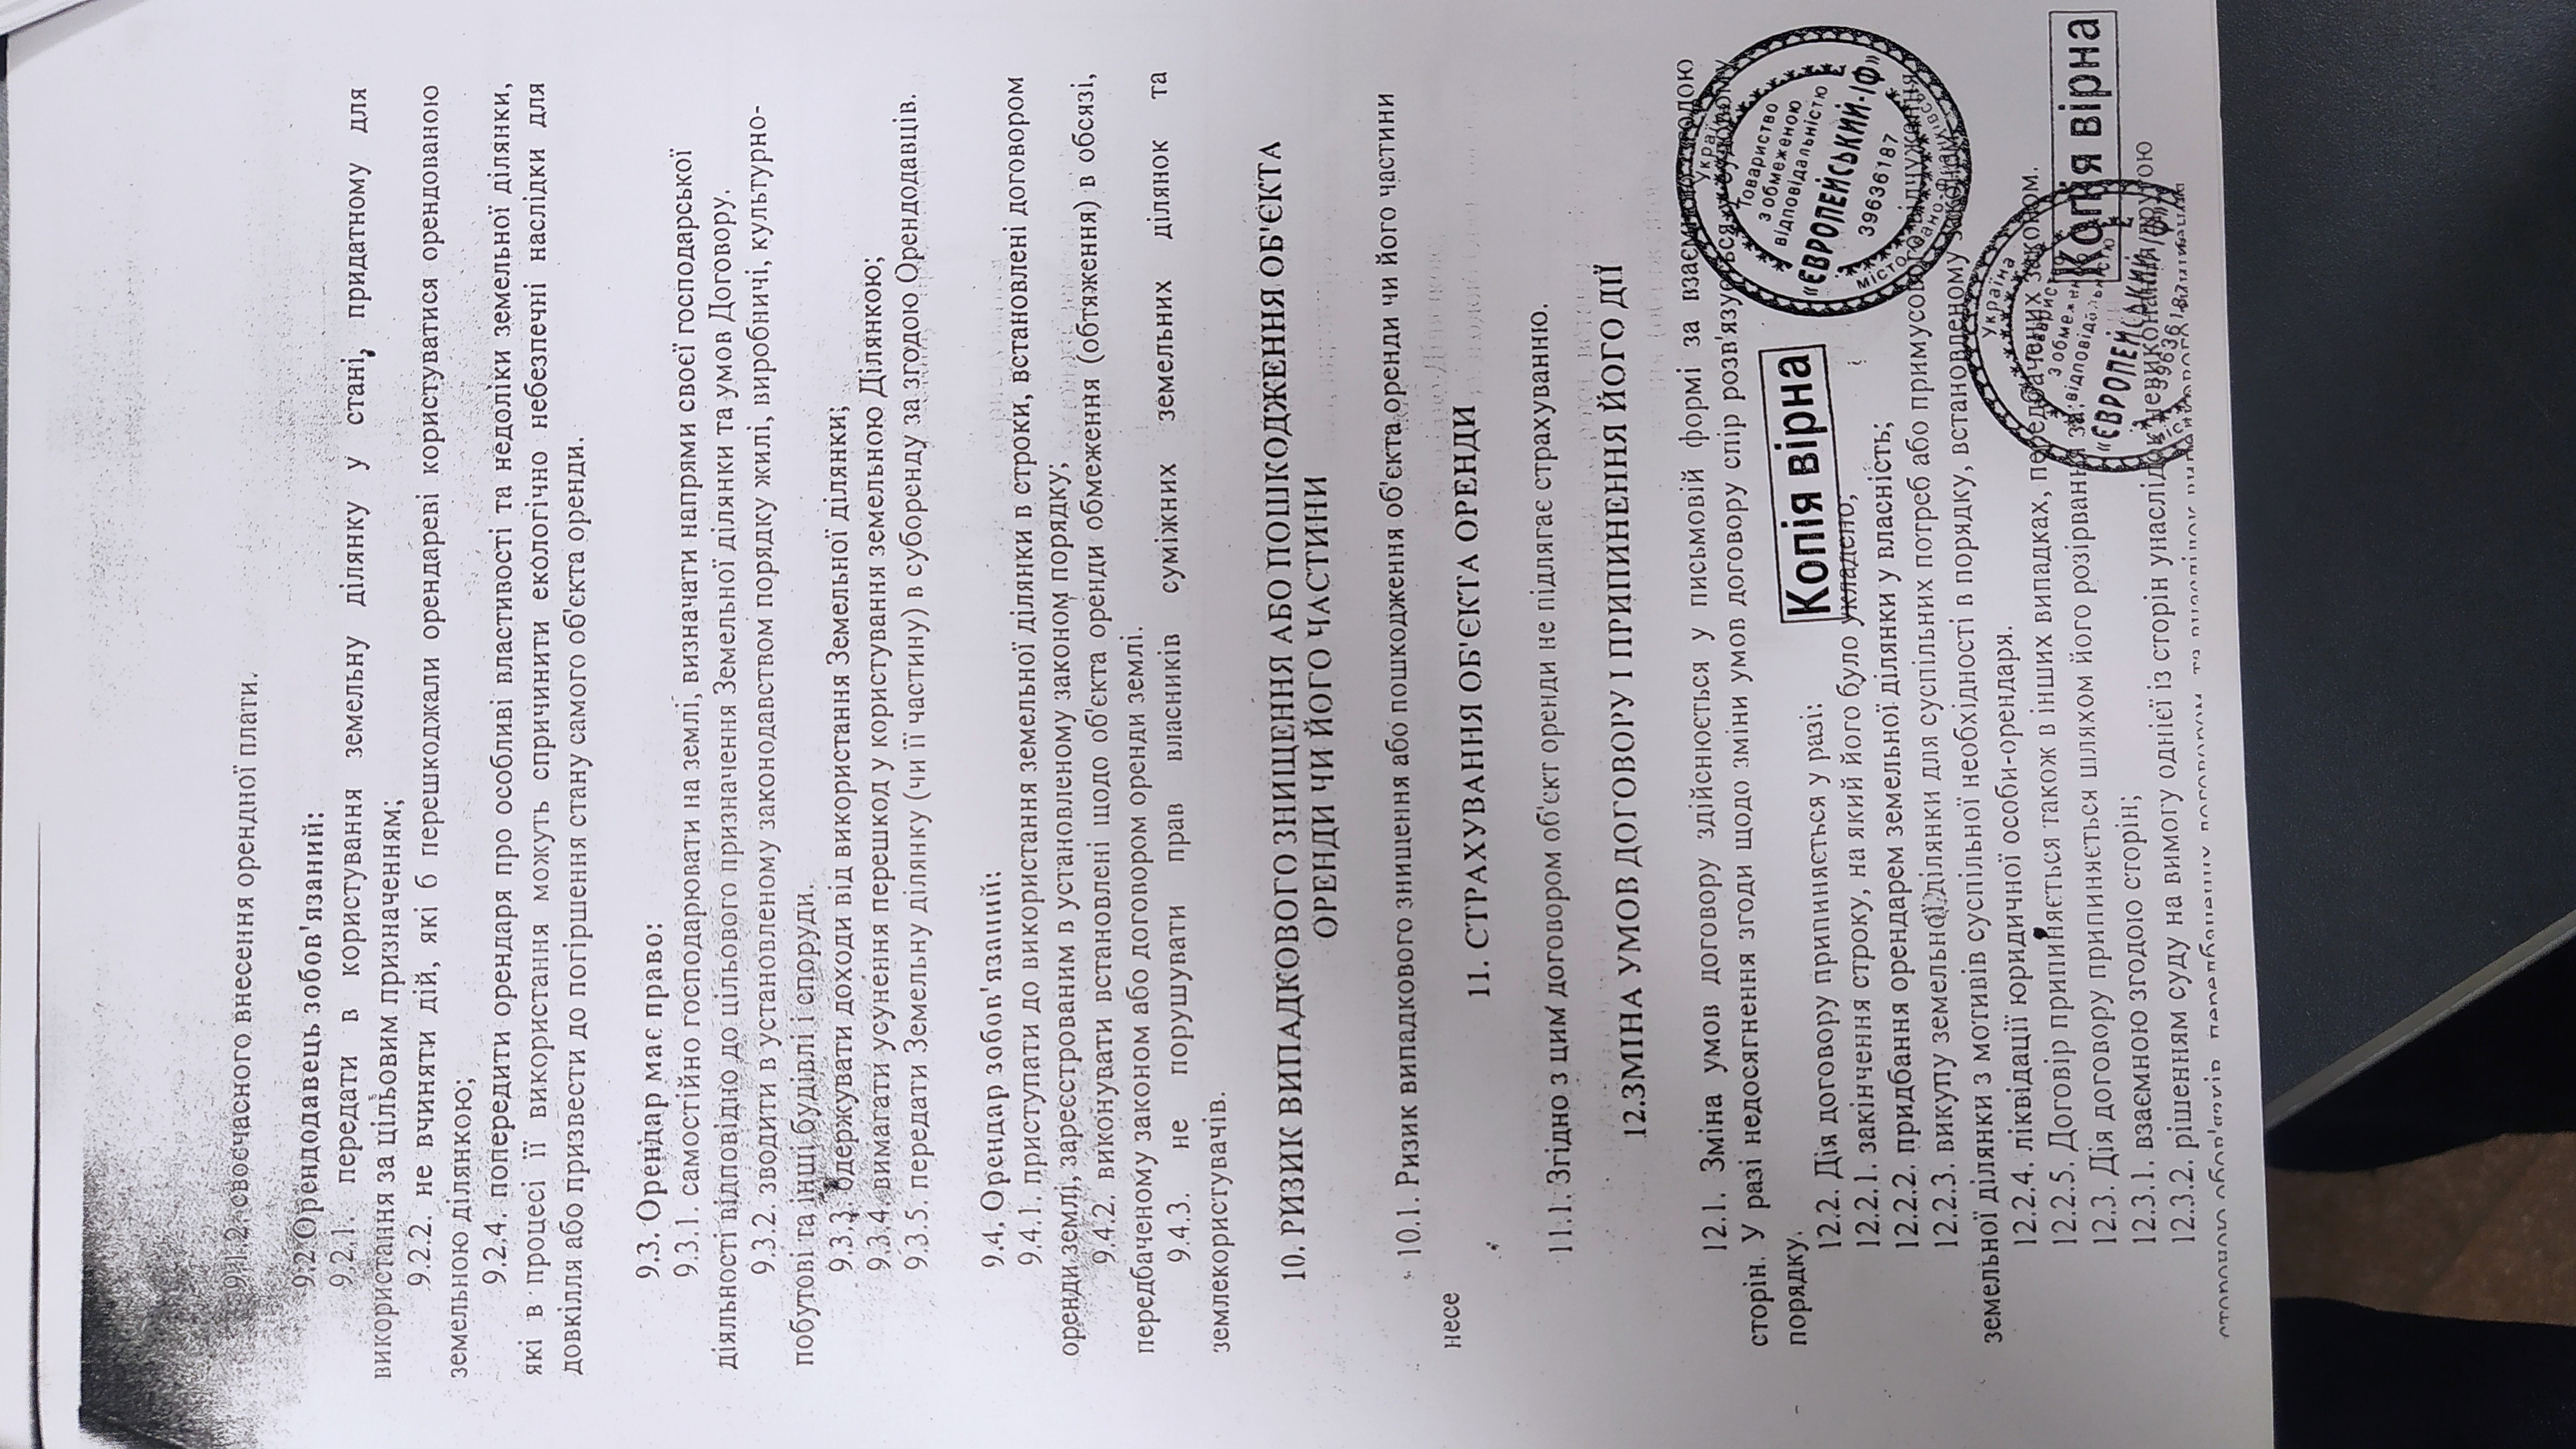 9.1.2. своєчасного внесення орендної плати.
9.2 Орендодавець зобов'язаний:
9.2.1. передати в користування земельну ділянку у стані, придатному для
використання за цільовим призначенням;
9.2.2. не вчиняти дій, які б перешкоджали орендареві користуватися орендованою
земельною ділянкою;
9.2.4. попередити орендаря про особливі властивості та недоліки земельної ділянки,
які в процесі її використання можуть спричинити екологічно небезпечні наслідки для
довкілля або призвести до погіршення стану самого об'єкта оренди.
9.3. Орендар має право:
9.3.1. самостійно господарювати на землі, визначати напрями своєї господарської
діяльності відповідно до цільового призначення Земельної ділянки та умов Договору.
9.3.2. зводити в установленому законодавством порядку жилі, виробничі, культурно-
побутові та інші будівлі і споруди.
9.3.3. одержувати доходи від використання Земельної ділянки;
9.3.4. вимагати усунення перешкод у користування земельною Ділянкою;
9.3.5. передати Земельну ділянку (чи її частину) в суборенду за згодою Орендодавців.
9.4. Орендар зобов'язаний:
9.4.1. приступати до використання земельної ділянки в строки, встановлені договором
оренди землі, зареєстрованим в установленому законом порядку;
9.4.2. виконувати встановлені щодо об'єкта оренди обмеження (обтяження) в обсязі,
передбаченому законом або договором оренди землі.
9.4.3. не порушувати прав власників суміжних земельних ділянок та
землекористувачів.
10. РИЗИК ВИПАДКОВОГО ЗНИЩЕННЯ АБО ПОШКОДЖЕННЯ ОБ'ЄКТА
ОРЕНДИ ЧИ ЙОГО ЧАСТИНИ
10.1. Ризик випадкового знищення або пошкодження об'єкта оренди чи його частини
несе
11. СТРАХУВАННЯ ОБ'ЄКТА ОРЕНДИ
11.1. Згідно з цим договором об'єкт оренди не підлягає страхуванню.
12.ЗМІНА УМОВ ДОГОВОРУ І ПРИПИНЕННЯ ЙОГО ДІЇ
12.1. Зміна умов договору здійснюється у письмовій формі за взаємною згодою
сторін. У разі недосягнення згоди щодо зміни умов договору спір розв'язується у судовому
порядку.
12.2. Дія договору припиняється у разі:
12.2.1. закінчення строку, на який його було укладено;
12.2.2. придбання орендарем земельної ділянки у власність;
12.2.3. викупу земельної ділянки для суспільних потреб або примусового відчуження
земельної ділянки з мотивів суспільної необхідності в порядку, встановленому законом.
12.2.4. ліквідації юридичної особи-орендаря.
12.2.5. Договір припиняється також в інших випадках, передбачених законом.
12.3. Дія договору припиняється шляхом його розірвання за:
12.3.1. взаємною згодою сторін;
12.3.2. рішенням суду на вимогу однієї із сторін унаслідок невиконання другою
стороною обов'язків, передбачених договором, та внаслідок випадкового знищення
Копія вірна
Україна
Товариство
з обмеженою
відповідальністю
«ЄВРОПЕЙСЬКИЙ-ІФ»
39636187
місто Івано-Франківськ
Україна
Товариство
з обмеженою
відповідальністю
«ЄВРОПЕЙСЬКИЙ-ІФ»
39636187
Копія вірна